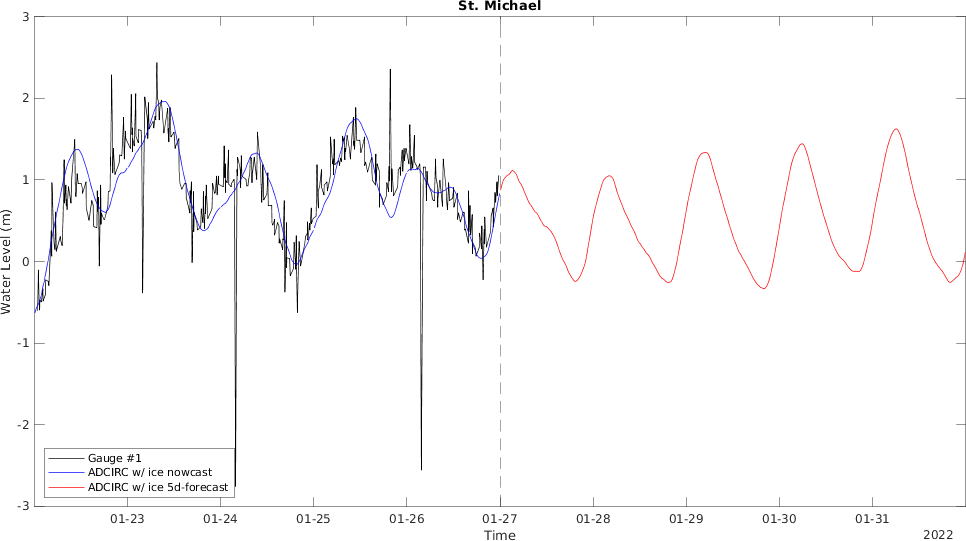 St. Michael
3
2
1
0
-1
-2
-3
Water Level (m)
Gauge #1
ADCIRC w/ ice nowcast
ADCIRC w/ ice 5d-forecast
01-23
01-24
01-25
01-26
01-27
01-28
01-29
01-30
01-31
Time
2022